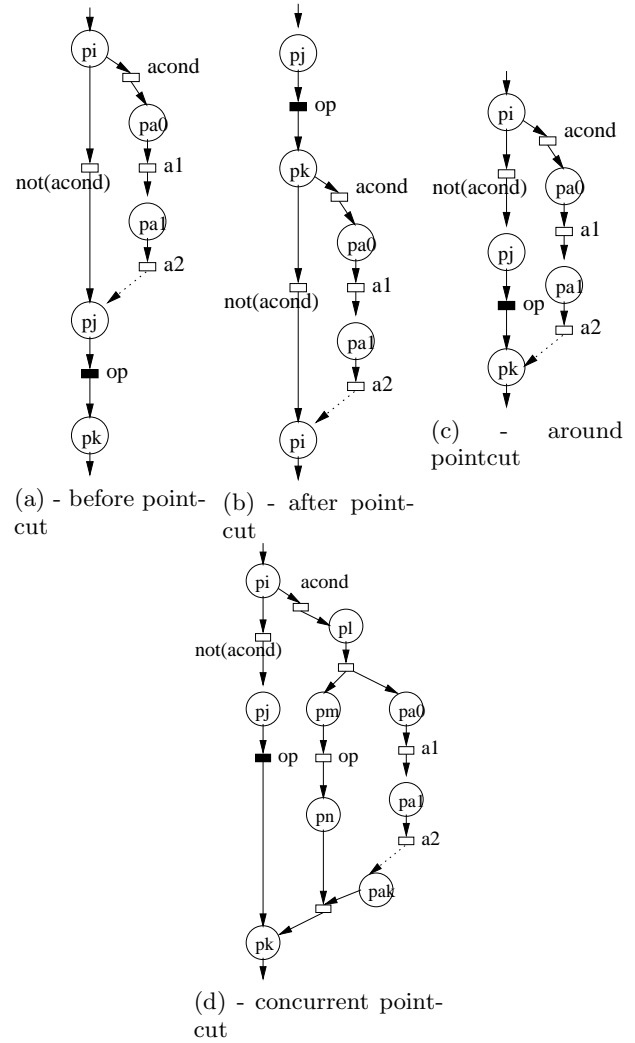 pi
acond
pa0
not(acond)
a1
pa1
a2
pj
op
pk
(a) - before point-
cut
pj
op
pk
acond
pa0
not(acond)
a1
pa1
a2
pi
(b) - after point-
cut
pi
acond
not(acond)
pa0
a1
pj
pa1
op
a2
pk
(c) - around
pointcut
pi
acond
pl
not(acond)
pj
pm
pa0
op
op
a1
pn
pa1
a2
pak
pk
(d) - concurrent point-
cut